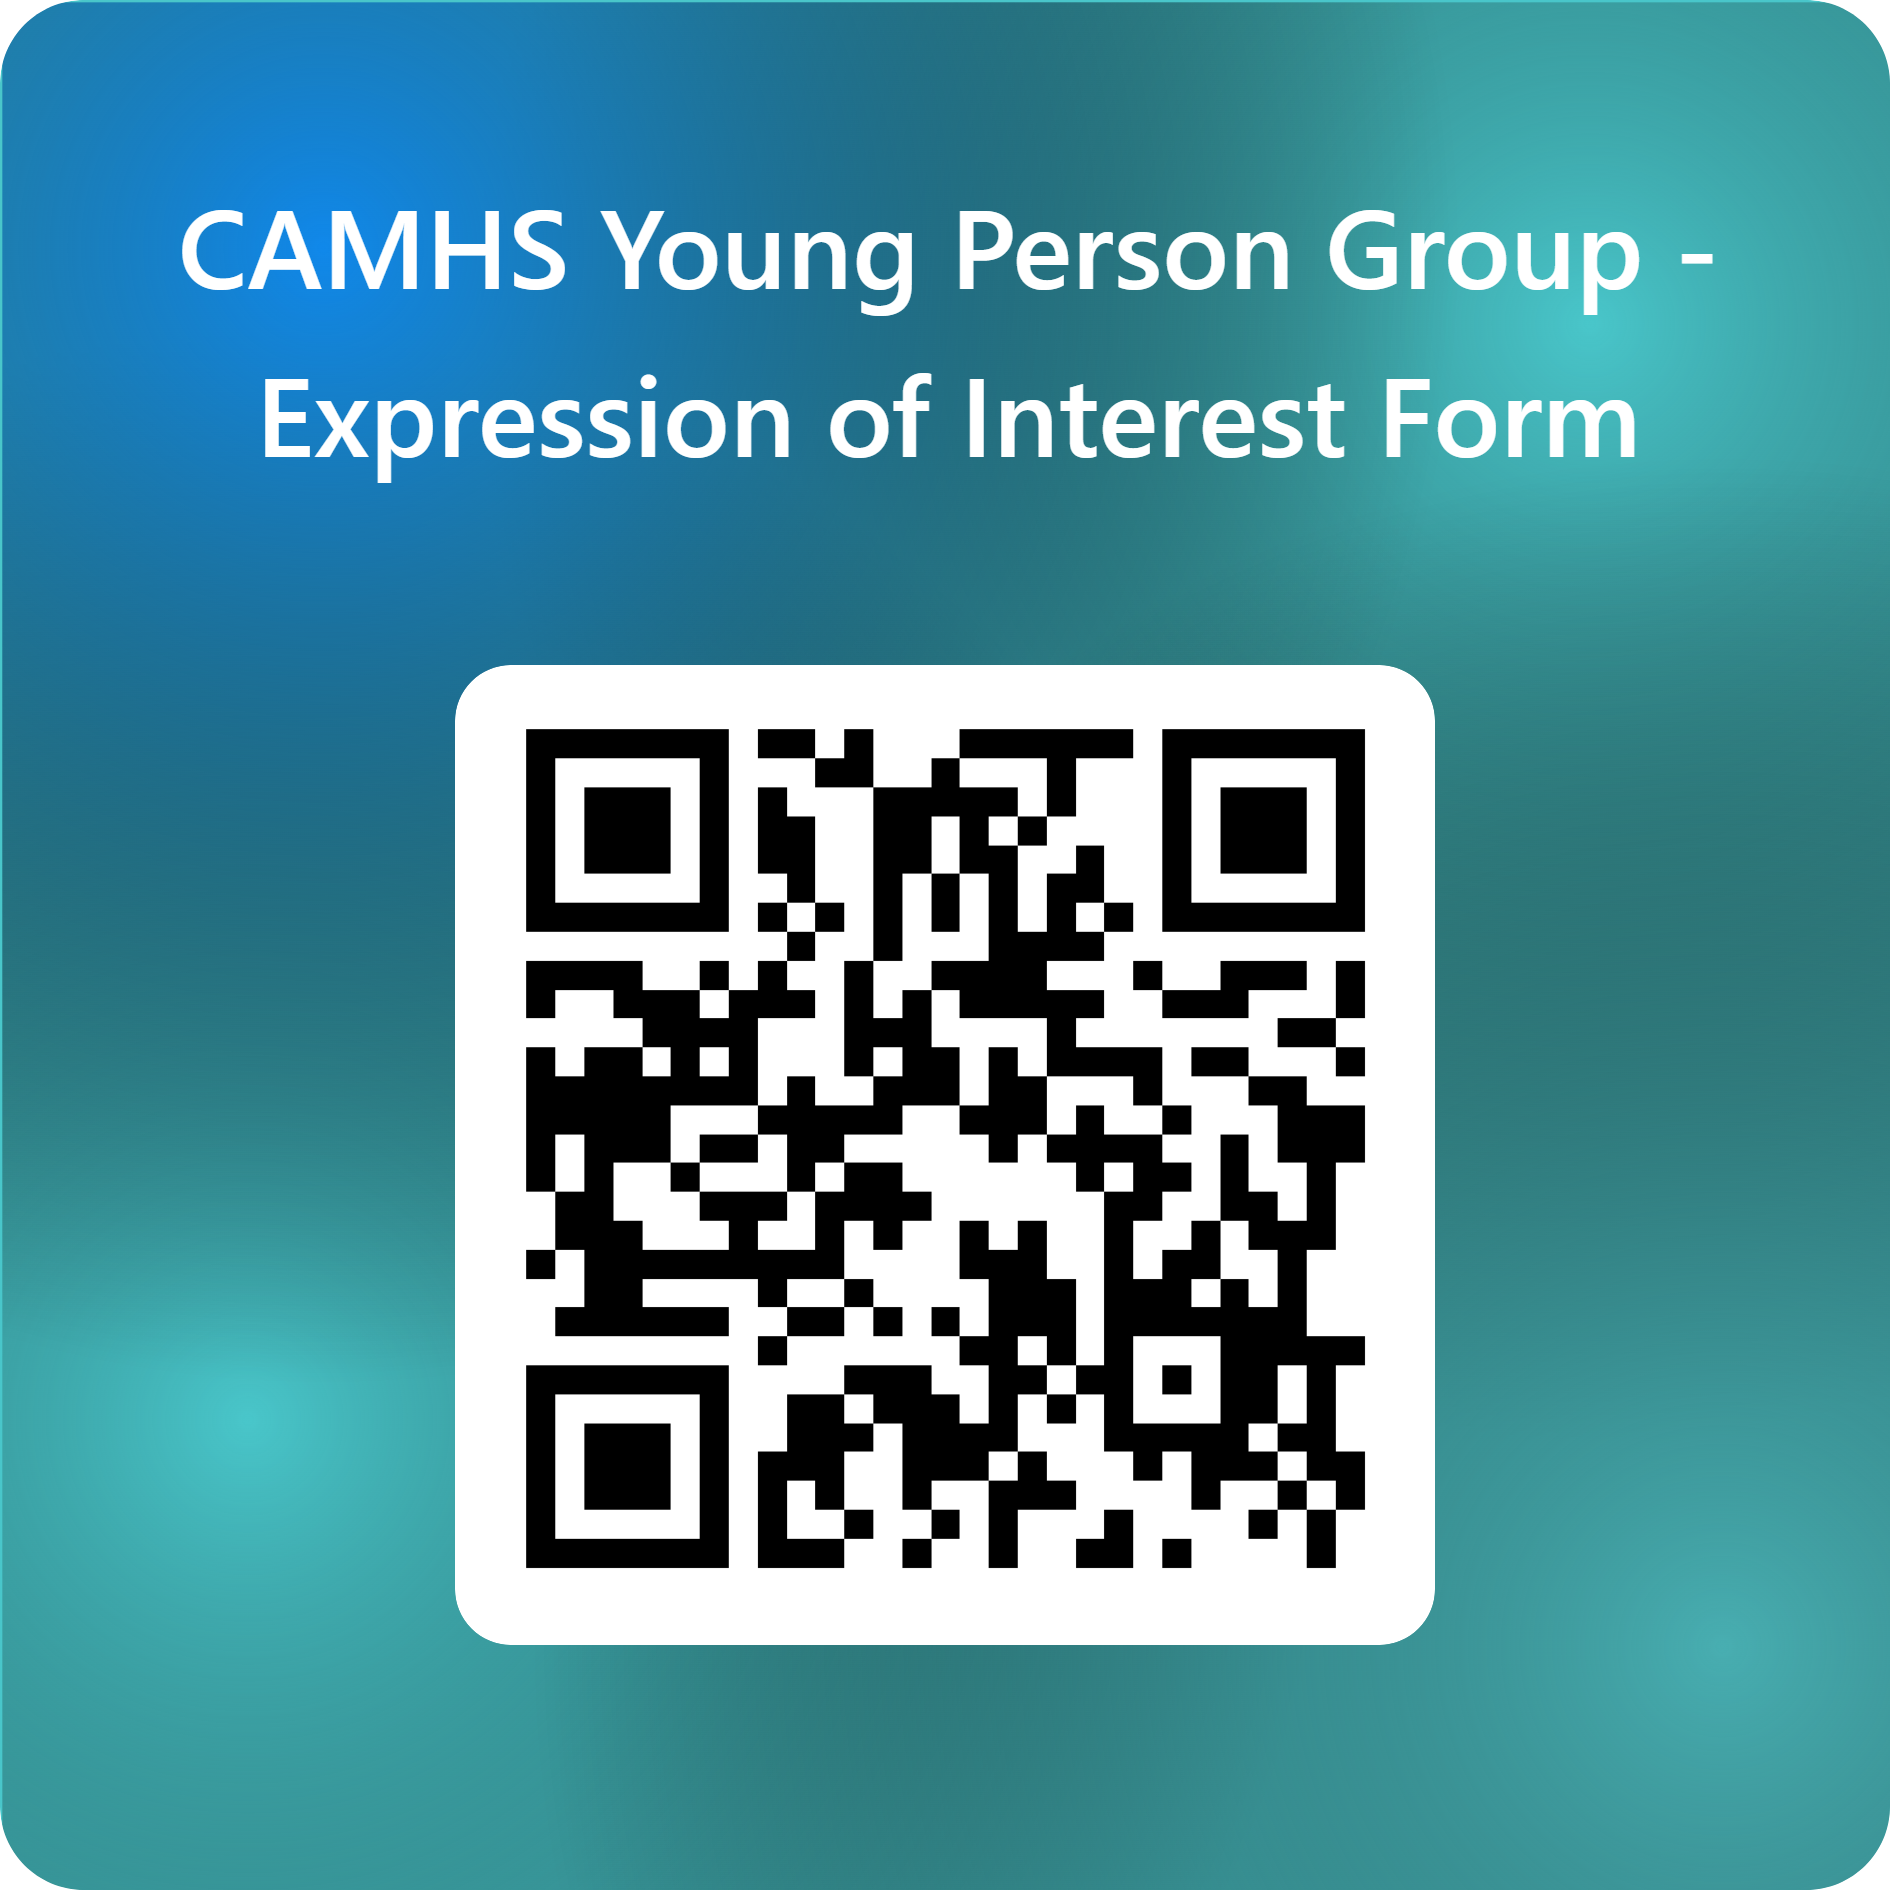 CAMHS Young Person Group -
Expression of Interest Form